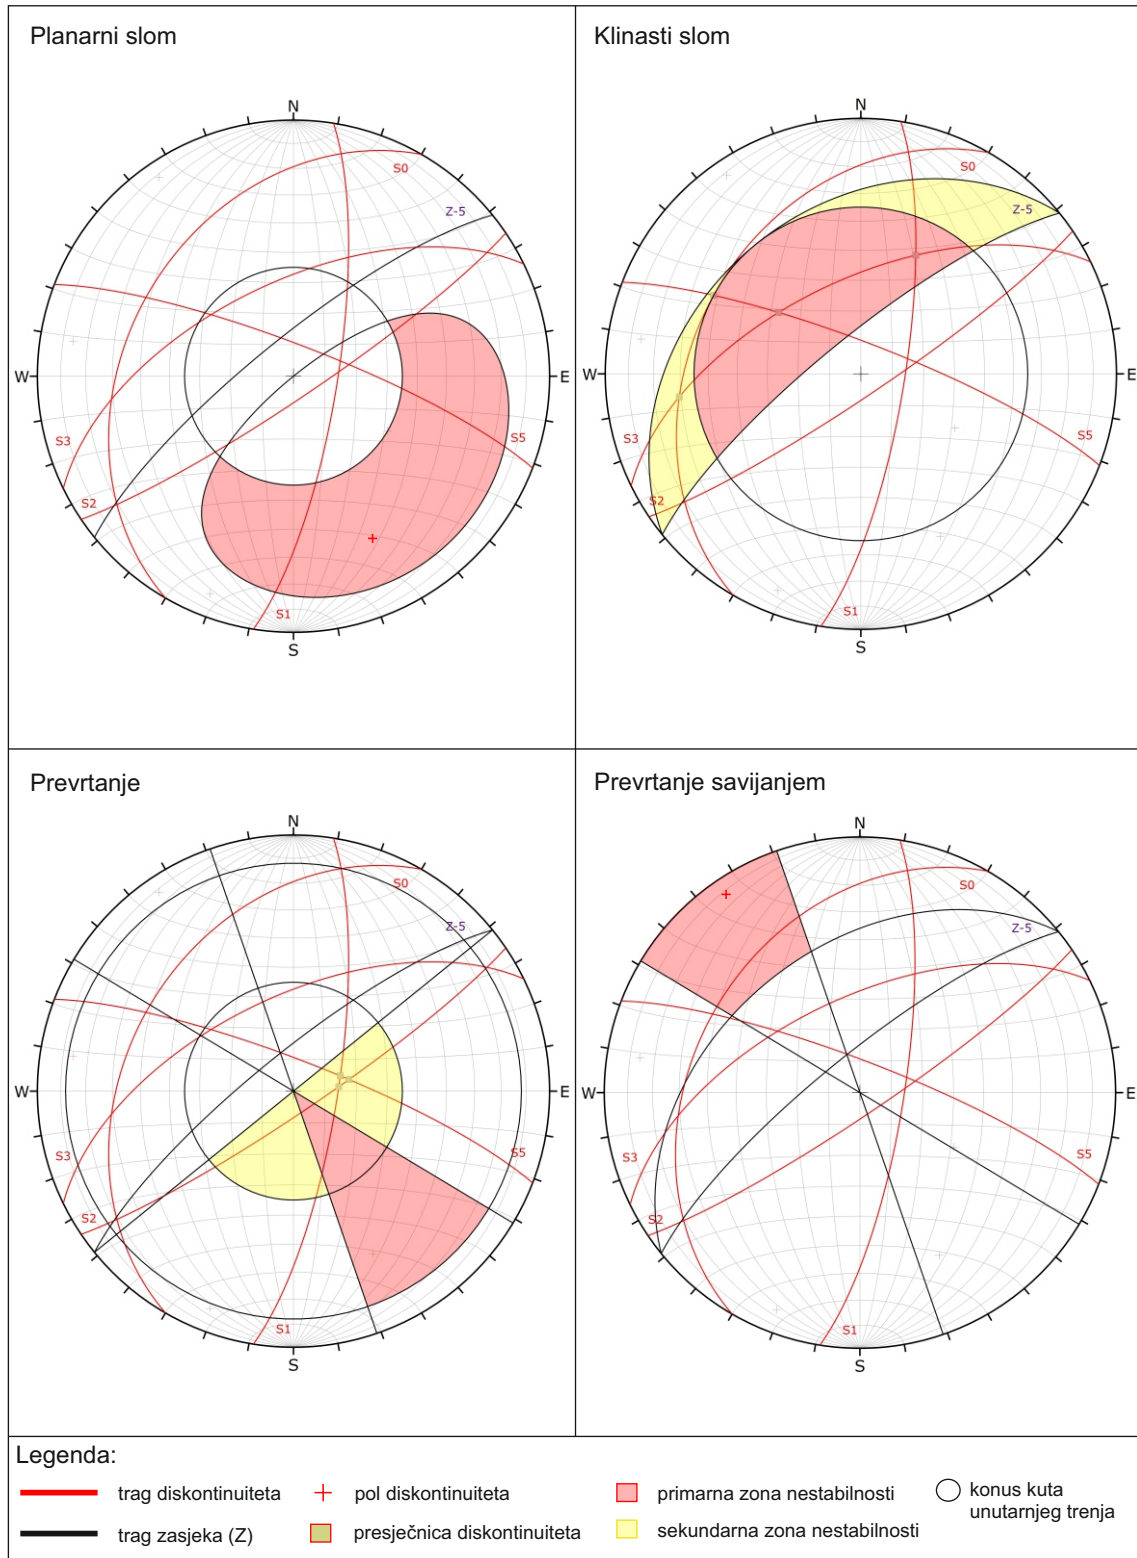 Planarni slom
N
S0
Z-5
W
E
S3
S5
S2
S1
S
Klinasti slom
N
S0
Z-5
W
E
S3
S5
S2
S1
S
Prevrtanje
N
S0
Z-5
W
E
S3
S5
S2
S1
S
Prevrtanje savijanjem
N
S0
Z-5
W
E
S3
S5
S2
S1
S
Legenda:
trag diskontinuiteta
pol diskontinuiteta
primarna zona nestabilnosti
konus kuta
unutarnjeg trenja
trag zasjeka (Z)
presječnica diskontinuiteta
sekundarna zona nestabilnosti